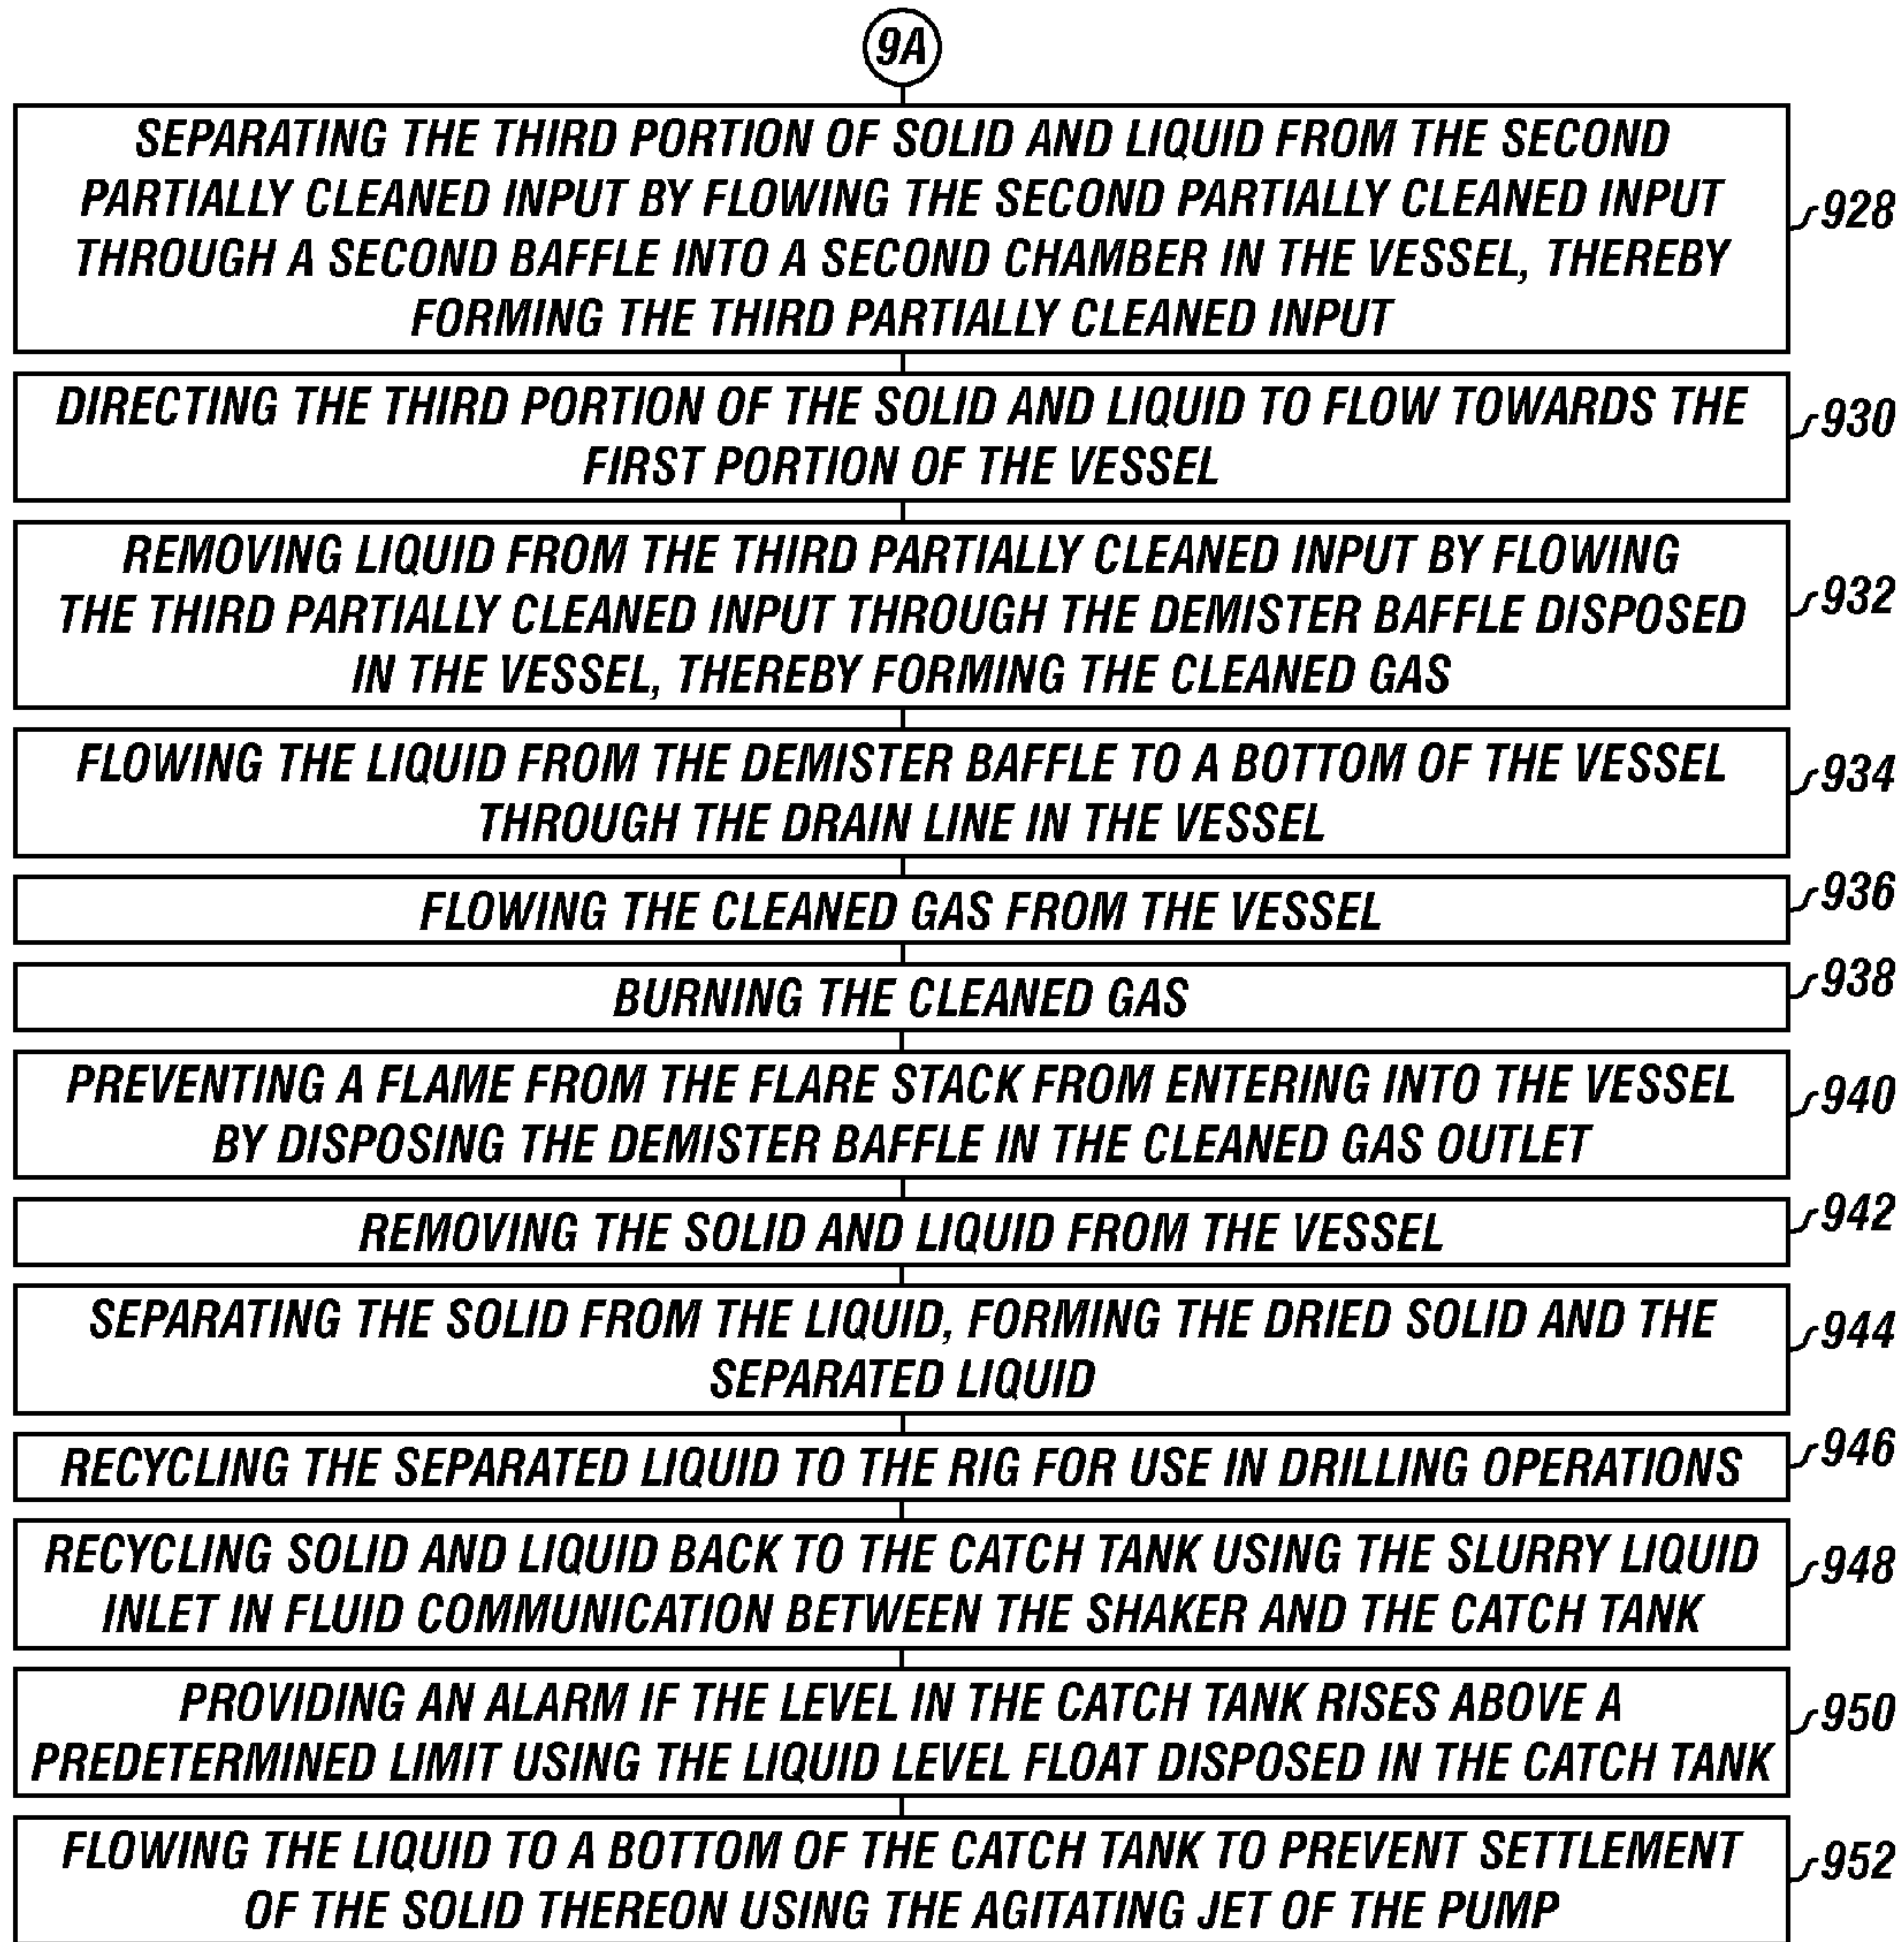 9A
SEPARATING THE THIRD PORTION OF SOLID AND LIQUID FROM THE SECOND
PARTIALLY CLEANED INPUT BY FLOWING THE SECOND PARTIALLY CLEANED INPUT
THROUGH A SECOND BAFFLE INTO A SECOND CHAMBER IN THE VESSEL, THEREBY
FORMING THE THIRD PARTIALLY CLEANED INPUT
928
DIRECTING THE THIRD PORTION OF THE SOLID AND LIQUID TO FLOW TOWARDS THE
FIRST PORTION OF THE VESSEL
930
REMOVING LIQUID FROM THE THIRD PARTIALLY CLEANED INPUT BY FLOWING
THE THIRD PARTIALLY CLEANED INPUT THROUGH THE DEMISTER BAFFLE DISPOSED
IN THE VESSEL, THEREBY FORMING THE CLEANED GAS
932
FLOWING THE LIQUID FROM THE DEMISTER BAFFLE TO A BOTTOM OF THE VESSEL
THROUGH THE DRAIN LINE IN THE VESSEL
934
FLOWING THE CLEANED GAS FROM THE VESSEL
936
BURNING THE CLEANED GAS
938
PREVENTING A FLAME FROM THE FLARE STACK FROM ENTERING INTO THE VESSEL
BY DISPOSING THE DEMISTER BAFFLE IN THE CLEANED GAS OUTLET
940
REMOVING THE SOLID AND LIQUID FROM THE VESSEL
942
SEPARATING THE SOLID FROM THE LIQUID, FORMING THE DRIED SOLID AND THE
SEPARATED LIQUID
944
RECYCLING THE SEPARATED LIQUID TO THE RIG FOR USE IN DRILLING OPERATIONS
946
RECYCLING SOLID AND LIQUID BACK TO THE CATCH TANK USING THE SLURRY LIQUID
INLET IN FLUID COMMUNICATION BETWEEN THE SHAKER AND THE CATCH TANK
948
PROVIDING AN ALARM IF THE LEVEL IN THE CATCH TANK RISES ABOVE A
PREDETERMINED LIMIT USING THE LIQUID LEVEL FLOAT DISPOSED IN THE CATCH TANK
950
FLOWING THE LIQUID TO A BOTTOM OF THE CATCH TANK TO PREVENT SETTLEMENT
OF THE SOLID THEREON USING THE AGITATING JET OF THE PUMP
952